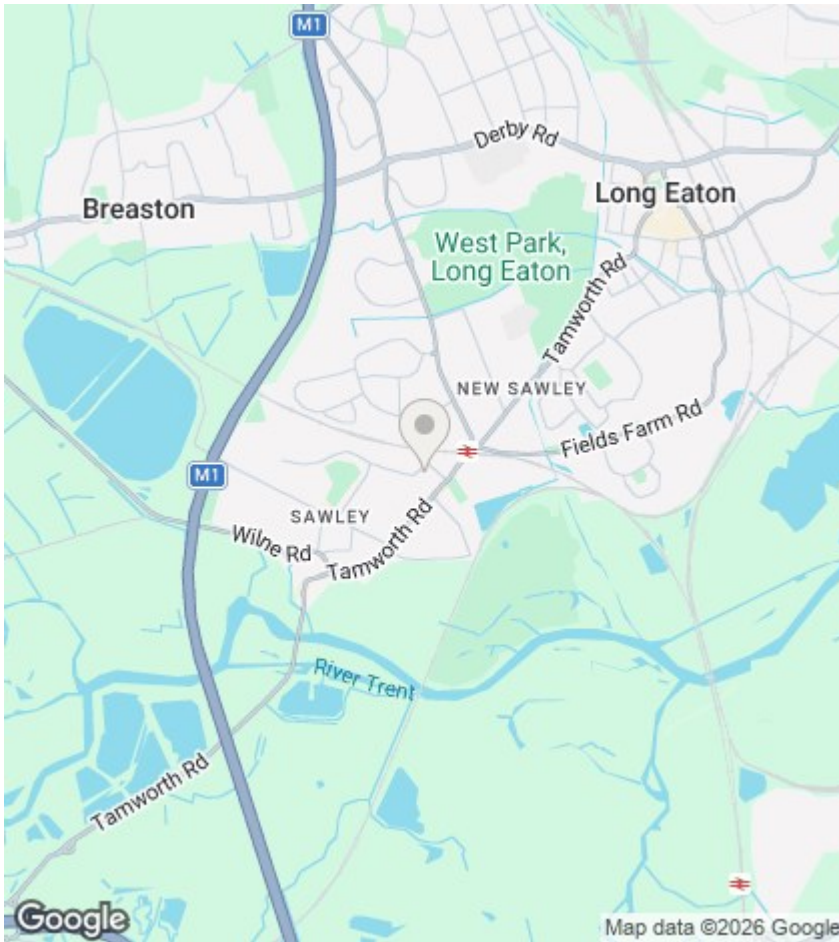 M1
Derby Rd
Breaston
Long Eaton
West Park,
Long Eaton
Tamworth Rd
NEW SAWLEY
Fields Farm Rd
M1
SAWLEY
Wilne Rd
Tamworth Rd
River Trent
Tamworth Rd
Google
Map data ©2026 Google